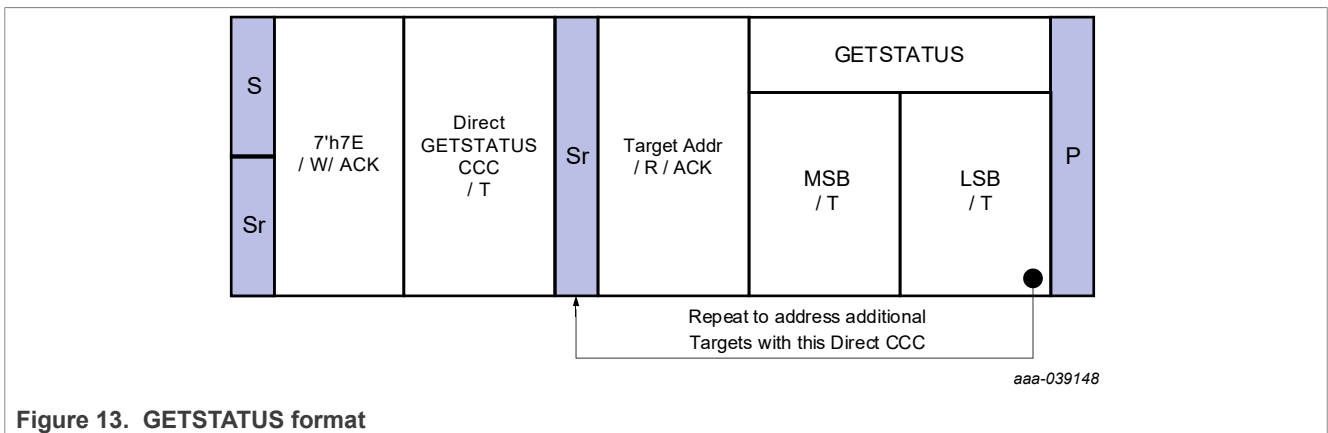 S
Sr
7'h7E
/ W/ ACK
Direct
GETSTATUS
CCC
/ T
Sr
Target Addr
/ R / ACK
GETSTATUS
MSB
/ T
LSB
/ T
P
Repeat to address additional
Targets with this Direct CCC
aaa-039148
Figure 13. GETSTATUS format